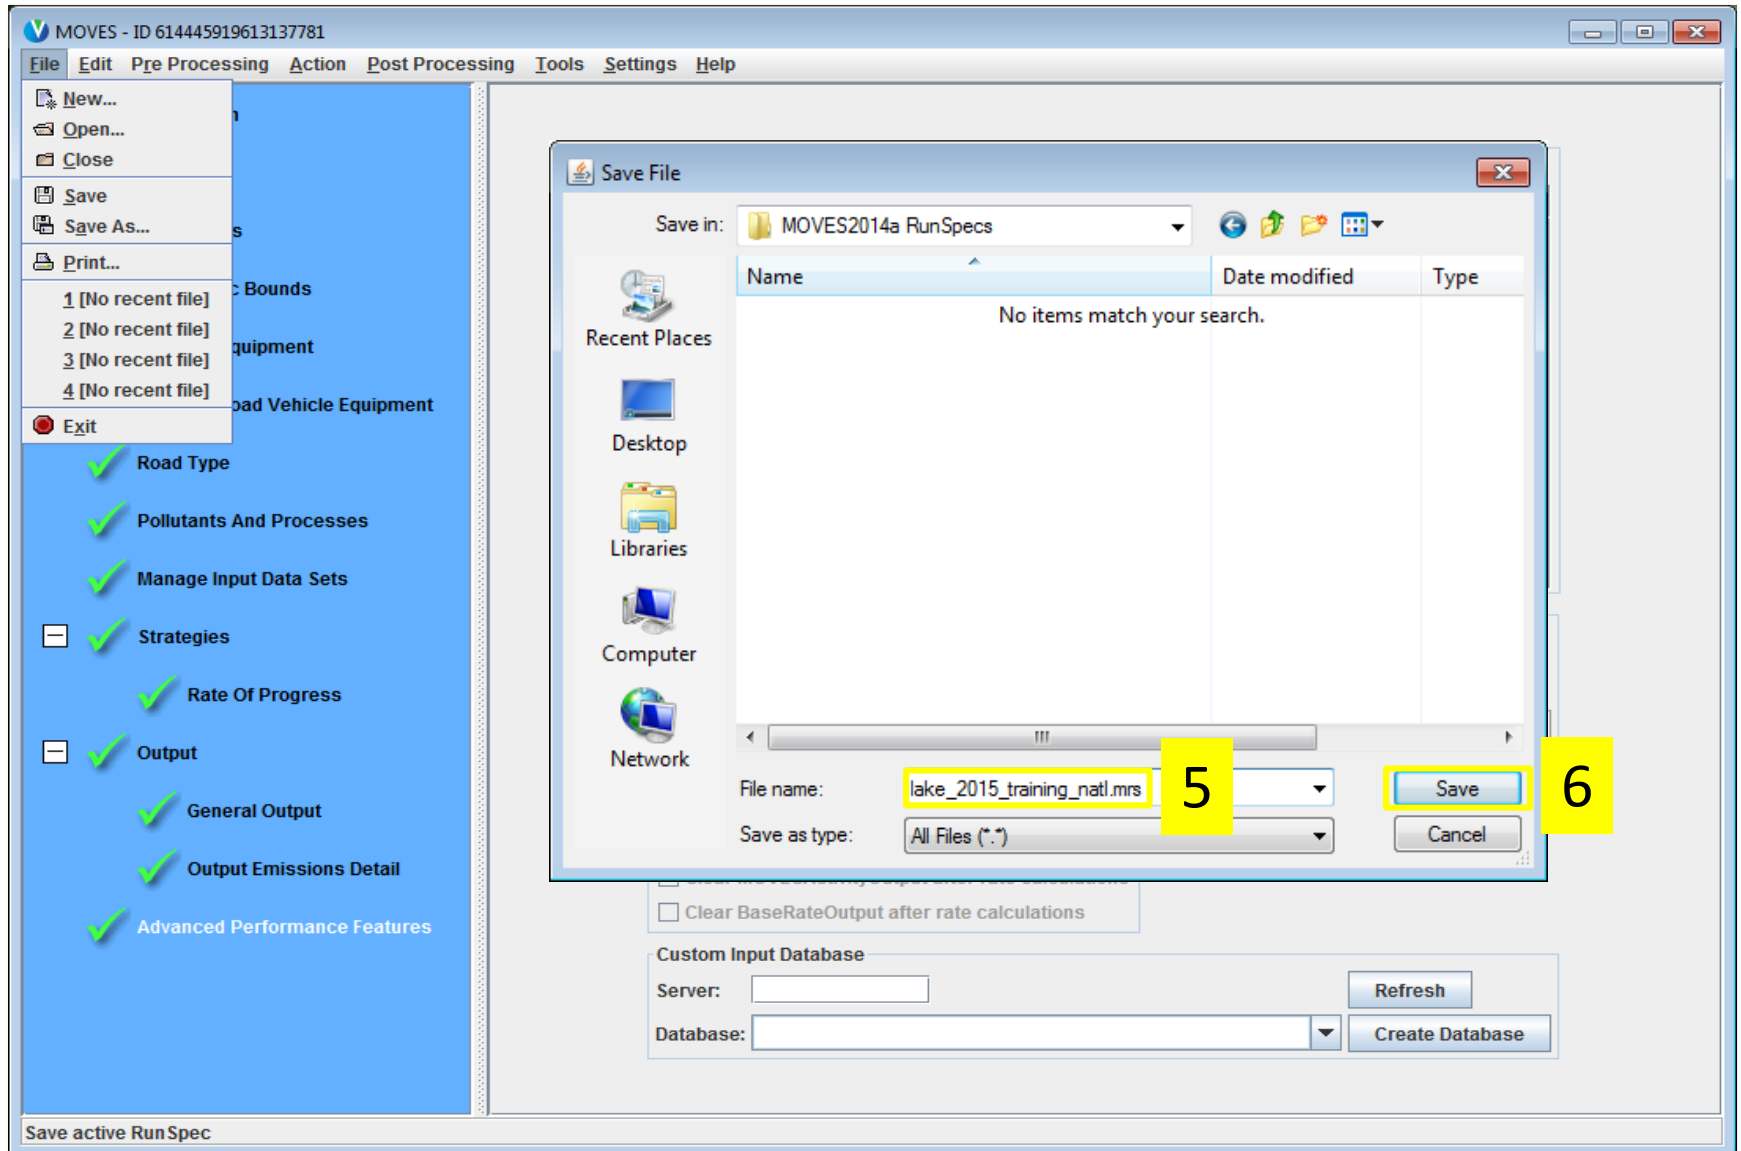 MOVES - ID 614445919613137781
File Edit Pre Processing Action Post Processing Tools Settings Help
New...
Open...
Close
Save
Save As...
Print...
1 [No recent file]
2 [No recent file]
3 [No recent file]
4 [No recent file]
Exit
n
s
c Bounds
quipment
oad Vehicle Equipment
Road Type
Pollutants And Processes
Manage Input Data Sets
Strategies
Rate Of Progress
Output
General Output
Output Emissions Detail
Advanced Performance Features
Save File
Save in: MOVES2014a RunSpecs
Name Date modified Type
No items match your search.
Recent Places
Desktop
Libraries
Computer
Network
File name: lake_2015_training_natl.mrs 5 Save 6
Save as type: All Files (*.*) Cancel
Clear BaseRateOutput after rate calculations
Custom Input Database
Server: Refresh
Database: Create Database
Save active RunSpec